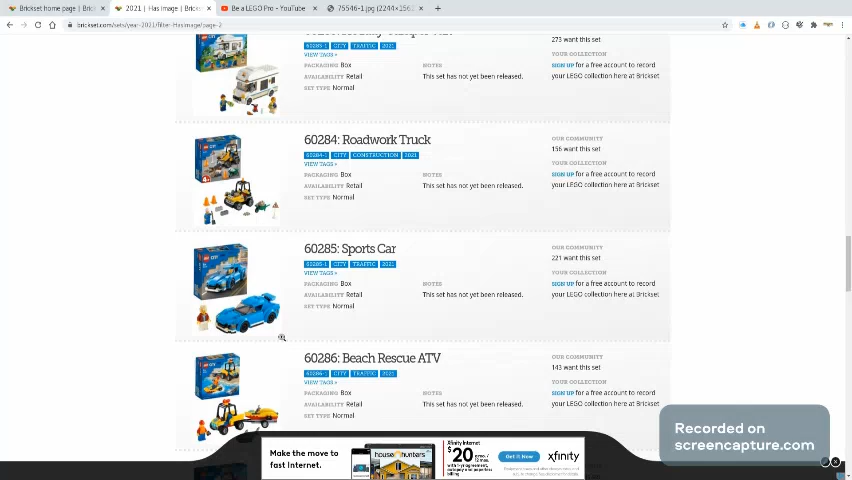 Brickset home page | Brick
2021 | Has image | Bricks
Be a LEGO Pro - YouTube
75546-1.jpg (2244×1561
brickset.com/sets/year-2021/filter-HasImage/page-2
60283-1 CITY TRAFFIC 2021
VIEW TAGS »
PACKAGING Box
AVAILABILITY Retail
SET TYPE Normal
NOTES
This set has not yet been released.
273 want this set
YOUR COLLECTION
SIGN UP for a free account to record
your LEGO collection here at Brickset
60284: Roadwork Truck
60284-1 CITY CONSTRUCTION 2021
VIEW TAGS »
PACKAGING Box
AVAILABILITY Retail
SET TYPE Normal
NOTES
This set has not yet been released.
OUR COMMUNITY
156 want this set
YOUR COLLECTION
SIGN UP for a free account to record
your LEGO collection here at Brickset
60285: Sports Car
60285-1 CITY TRAFFIC 2021
VIEW TAGS »
PACKAGING Box
AVAILABILITY Retail
SET TYPE Normal
NOTES
This set has not yet been released.
OUR COMMUNITY
221 want this set
YOUR COLLECTION
SIGN UP for a free account to record
your LEGO collection here at Brickset
60286: Beach Rescue ATV
60286-1 CITY TRAFFIC 2021
VIEW TAGS »
PACKAGING Box
AVAILABILITY Retail
SET TYPE Normal
NOTES
This set has not yet been released.
OUR COMMUNITY
143 want this set
YOUR COLLECTION
SIGN UP for a free account to record
your LEGO collection here at Brickset
Recorded on
screencapture.com
Make the move to
fast Internet.
house hunters
Xfinity Internet
$20
Get It Now
xfinity